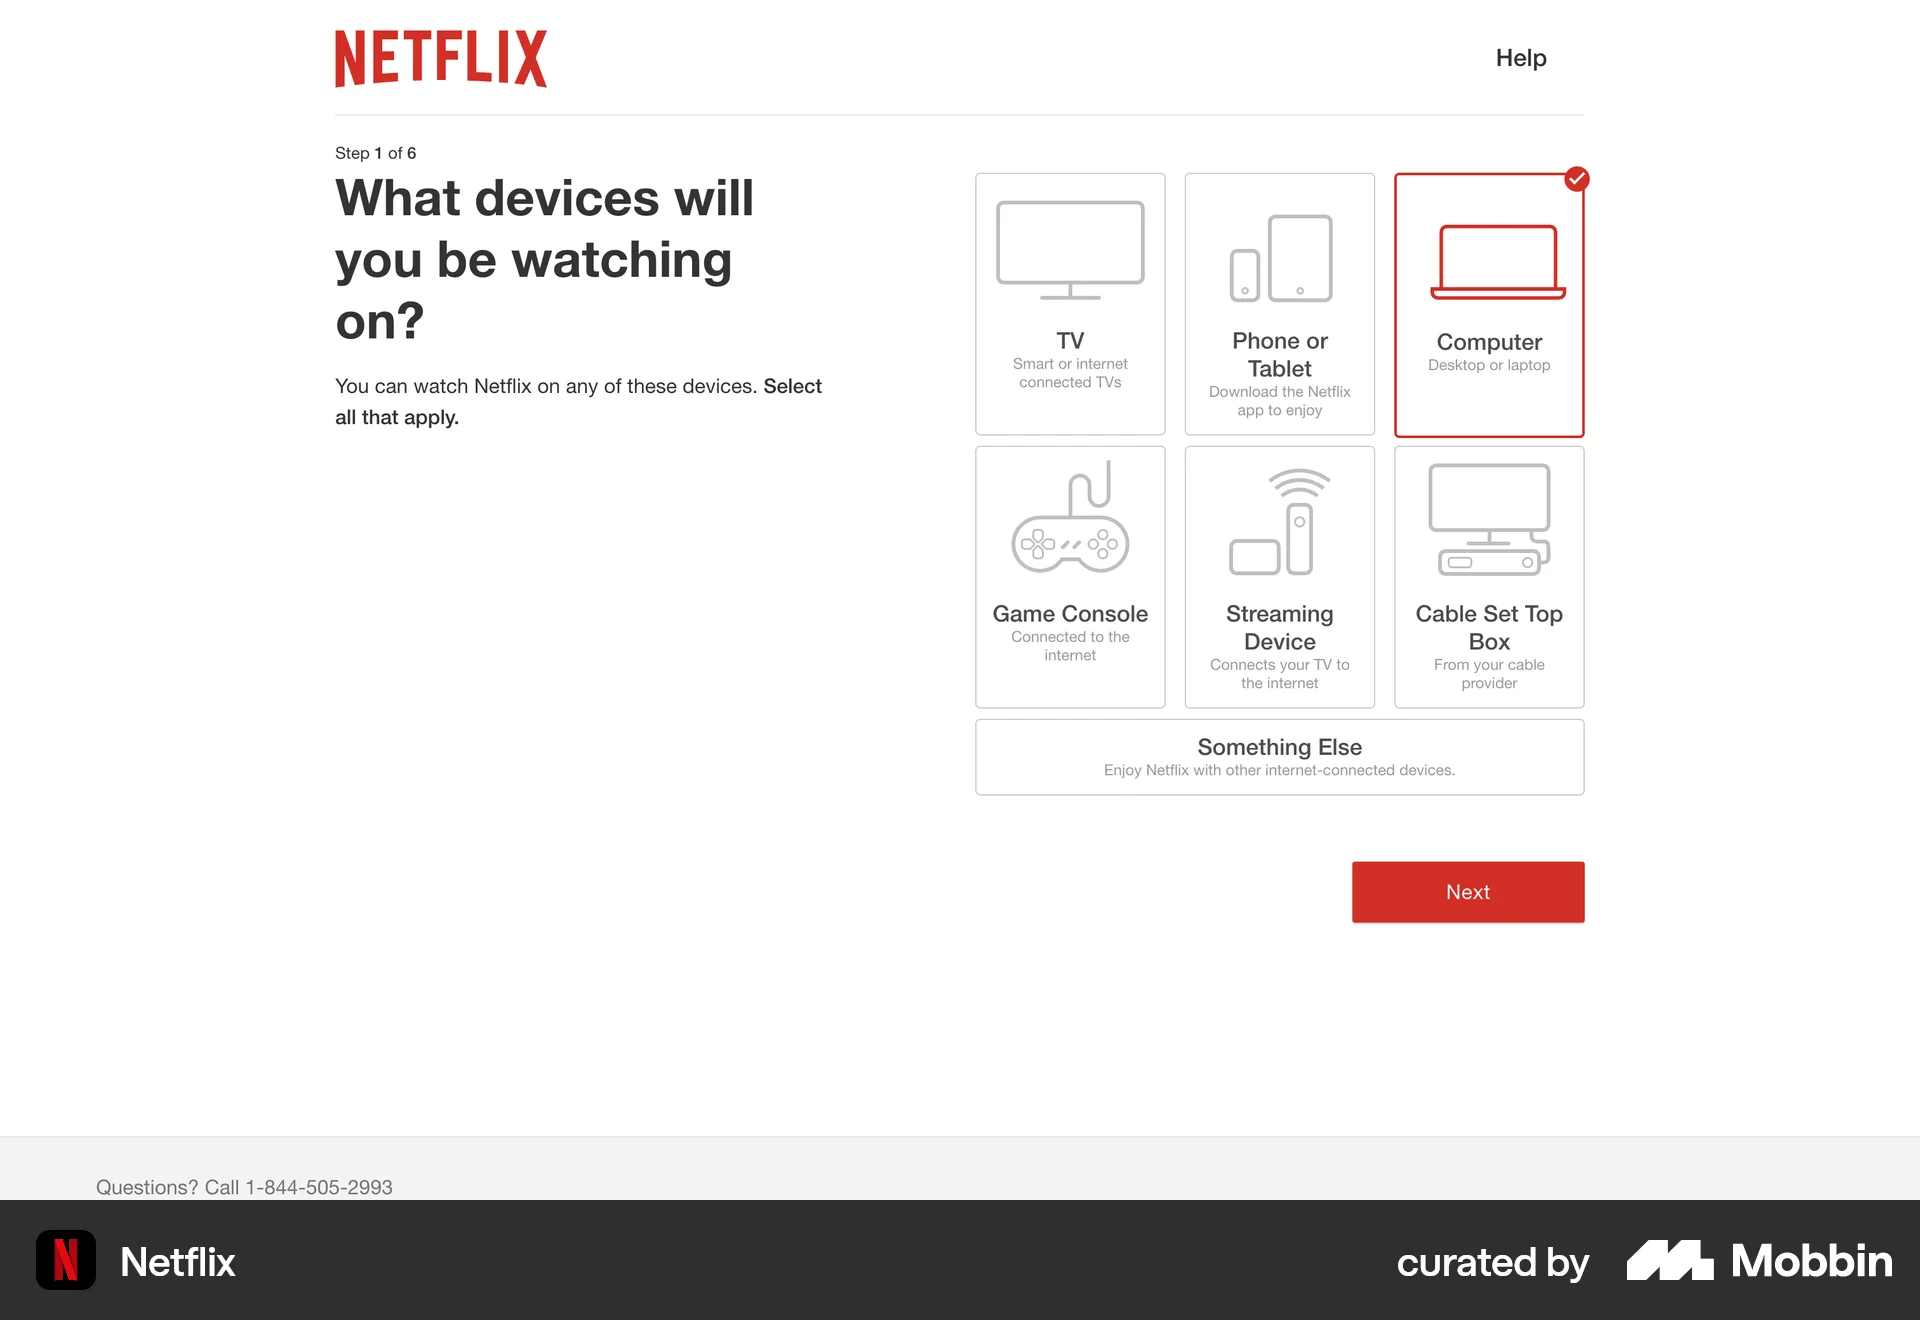 NETFLIX
Help
Step 1 of 6
What devices will
you be watching
on?
You can watch Netflix on any of these devices. Select
all that apply.
TV
Smart or internet
connected TVs
Phone or
Tablet
Download the Netflix
app to enjoy
Computer
Desktop or laptop
Game Console
Connected to the
internet
Streaming
Device
Connects your TV to
the internet
Cable Set Top
Box
From your cable
provider
Something Else
Enjoy Netflix with other internet-connected devices.
Next
Questions? Call 1-844-505-2993
N
Netflix
curated by
Mobbin